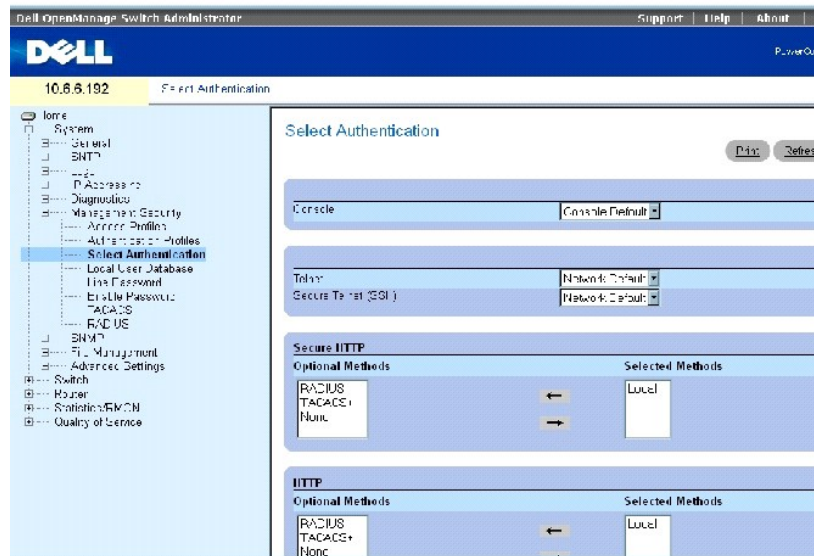 Dell OpenManage Switch Administrator
Support | Help | About |
DELL
10.6.6.192
Select Authentication
Home
System
General
SNTP
Logs
IP Addressing
Diagnostics
Management Security
Access Profiles
Authentication Profiles
Select Authentication
Local User Database
Line Password
Enable Password
TACACS
RADIUS
SNMP
File Management
Advanced Settings
Switch
Router
Statistics/RMON
Quality of Service
Select Authentication
Print
Console
Console Default
Telnet
Network Default
Secure Telnet (SSH)
Network Default
Secure HTTP
Optional Methods
Selected Methods
RADIUS
TACACS+
None
Local
HTTP
Optional Methods
Selected Methods
RADIUS
TACACS+
None
Local